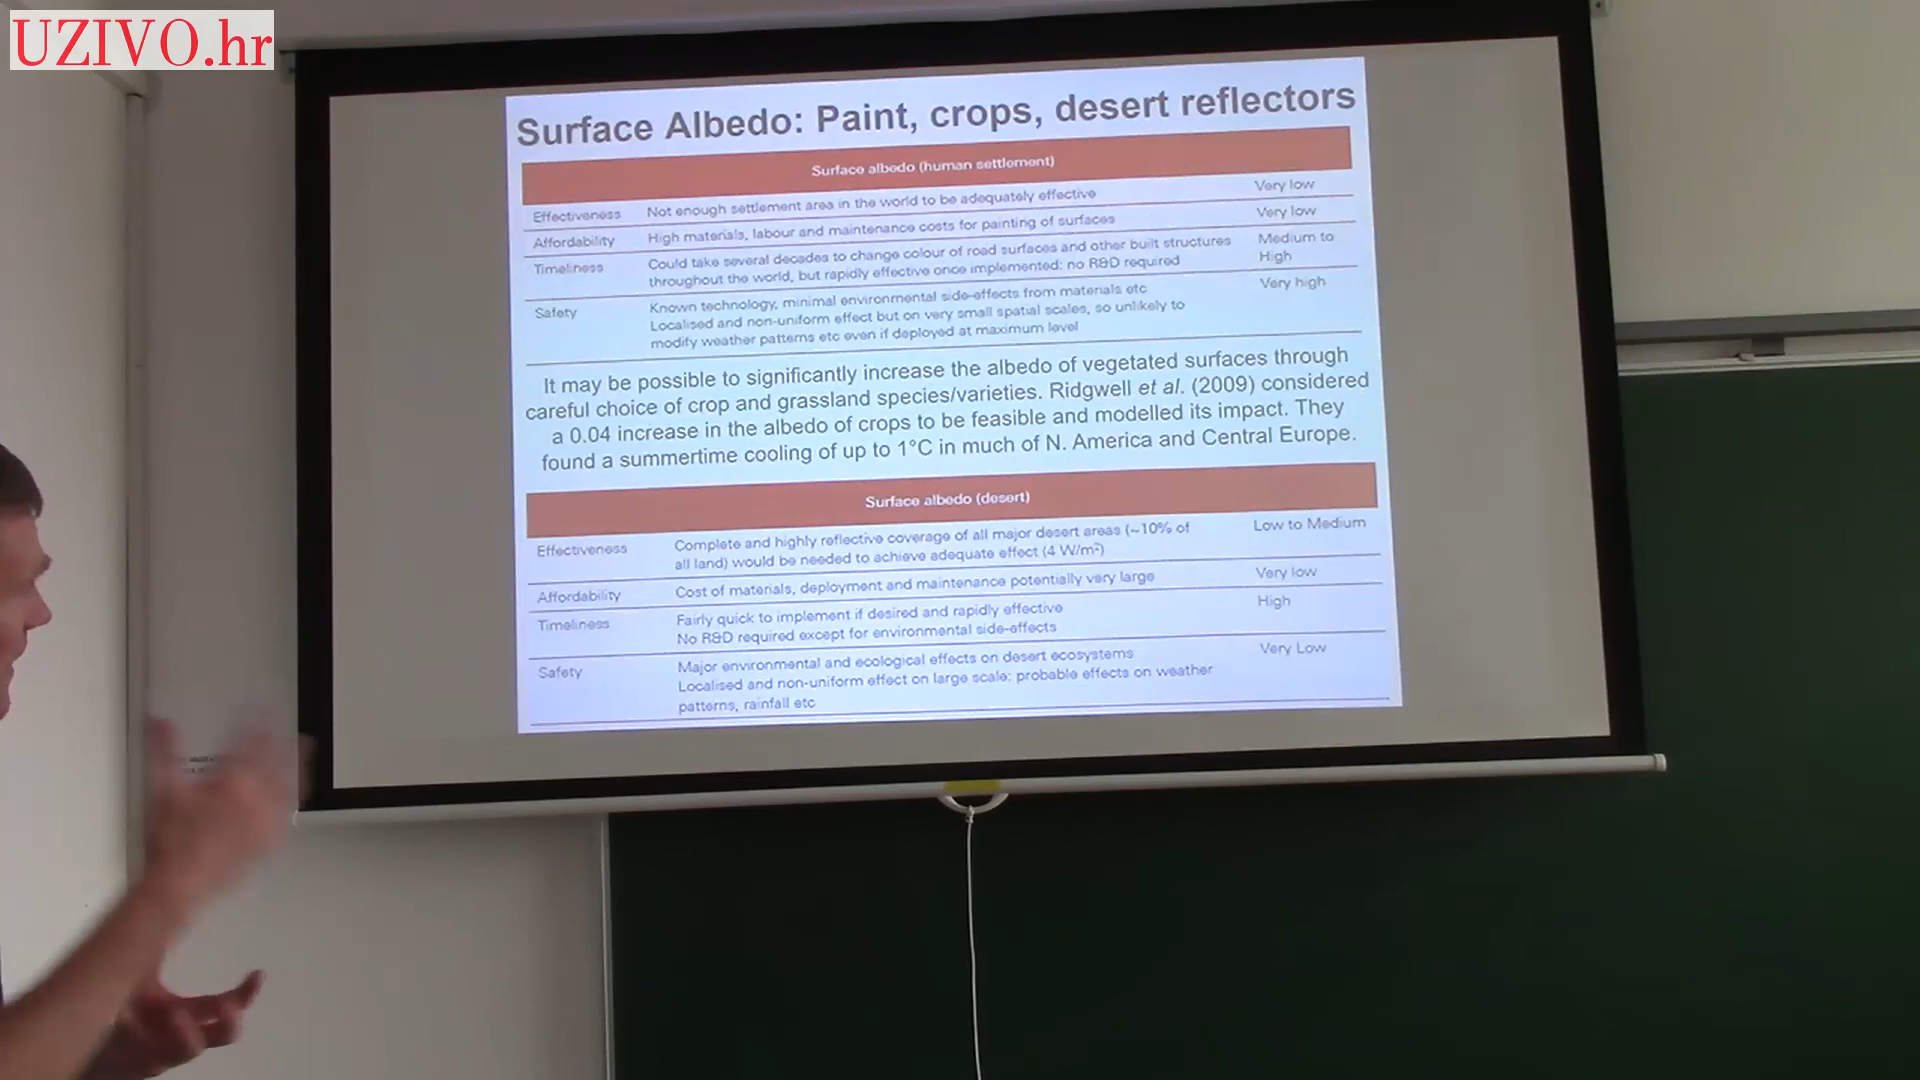 UZIVO.hr
Surface Albedo: Paint, crops, desert reflectors
Surface albedo (human settlement)
Effectiveness Not enough settlement area in the world to be adequately effective Very low
Affordability High materials, labour and maintenance costs for painting of surfaces Very low
Timeliness Could take several decades to change colour of road surfaces and other built structures Medium to
throughout the world, but rapidly effective once implemented: no R&D required High
Safety Known technology, minimal environmental side-effects from materials etc Very high
Localised and non-uniform effect but on very small spatial scales, so unlikely to
modify weather patterns etc even if deployed at maximum level
It may be possible to significantly increase the albedo of vegetated surfaces through
careful choice of crop and grassland species/varieties. Ridgwell et al. (2009) considered
a 0.04 increase in the albedo of crops to be feasible and modelled its impact. They
found a summertime cooling of up to 1°C in much of N. America and Central Europe.
Surface albedo (desert)
Effectiveness Complete and highly reflective coverage of all major desert areas (~10% of Low to Medium
all land) would be needed to achieve adequate effect (4 W/m²)
Affordability Cost of materials, deployment and maintenance potentially very large Very low
Timeliness Fairly quick to implement if desired and rapidly effective High
No R&D required except for environmental side-effects
Safety Major environmental and ecological effects on desert ecosystems Very Low
Localised and non-uniform effect on large scale: probable effects on weather
patterns, rainfall etc